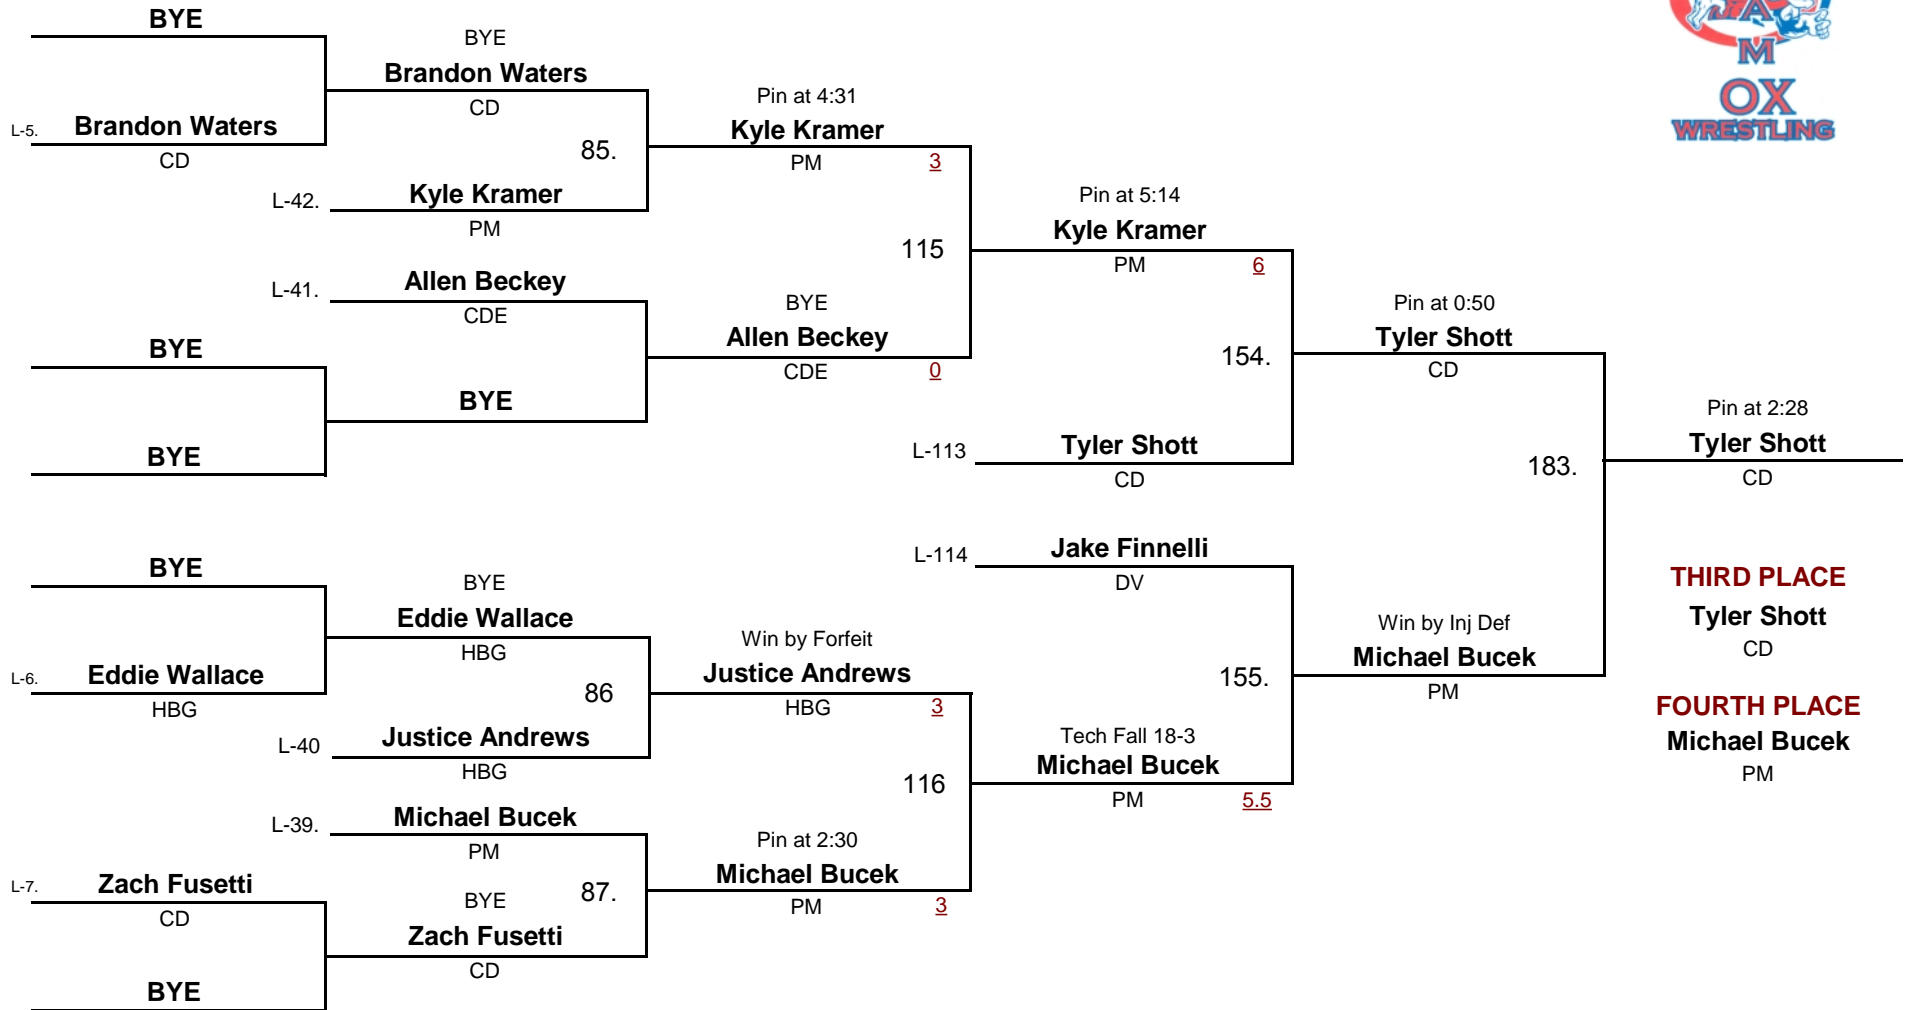 BYE
BYE
Brandon Waters
CD
L-5.
Brandon Waters
CD
Pin at 4:31
Kyle Kramer
PM
3
85.
L-42.
Kyle Kramer
PM
Pin at 5:14
Kyle Kramer
PM
6
115
L-41.
Allen Beckey
CDE
BYE
Allen Beckey
CDE
0
BYE
BYE
BYE
Pin at 0:50
Tyler Shott
CD
154.
L-113
Tyler Shott
CD
Pin at 2:28
Tyler Shott
CD
183.
BYE
BYE
Eddie Wallace
HBG
L-6.
Eddie Wallace
HBG
86
L-40
Justice Andrews
HBG
Win by Forfeit
Justice Andrews
HBG
3
L-114
Jake Finnelli
DV
155.
Win by Inj Def
Michael Bucek
PM
THIRD PLACE
Tyler Shott
CD
FOURTH PLACE
Michael Bucek
PM
116
Tech Fall 18-3
Michael Bucek
PM
5.5
L-39.
Michael Bucek
PM
87.
Pin at 2:30
Michael Bucek
PM
3
L-7.
Zach Fusetti
CD
BYE
Zach Fusetti
CD
BYE
A
M
OX
WRESTLING